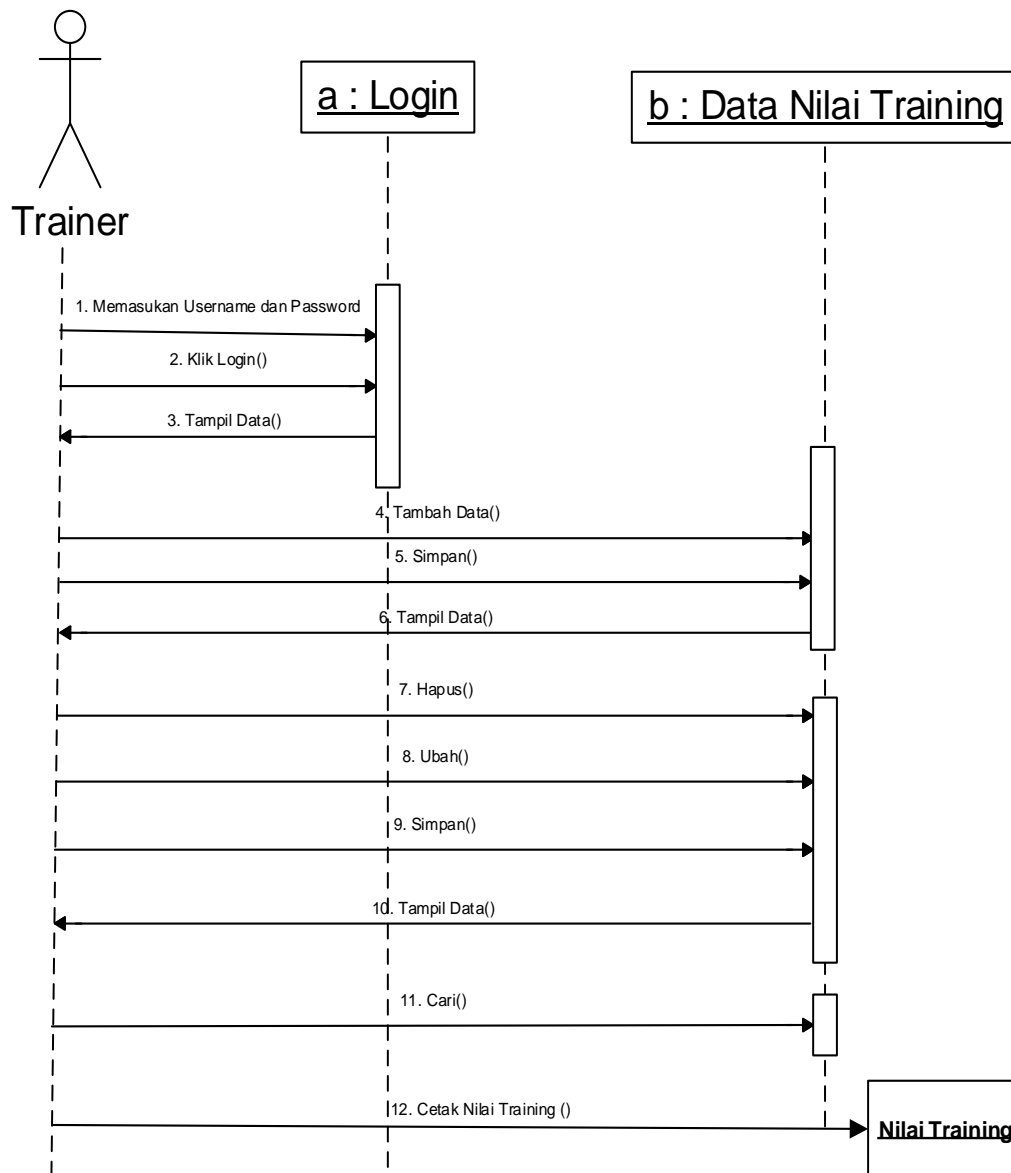 a : Login
b : Data Nilai Training
Trainer
1. Memasukan Username dan Password
2. Klik Login()
3. Tampil Data()
4. Tambah Data()
5. Simpan()
6. Tampil Data()
7. Hapus()
8. Ubah()
9. Simpan()
10. Tampil Data()
11. Cari()
12. Cetak Nilai Training ()
Nilai Training